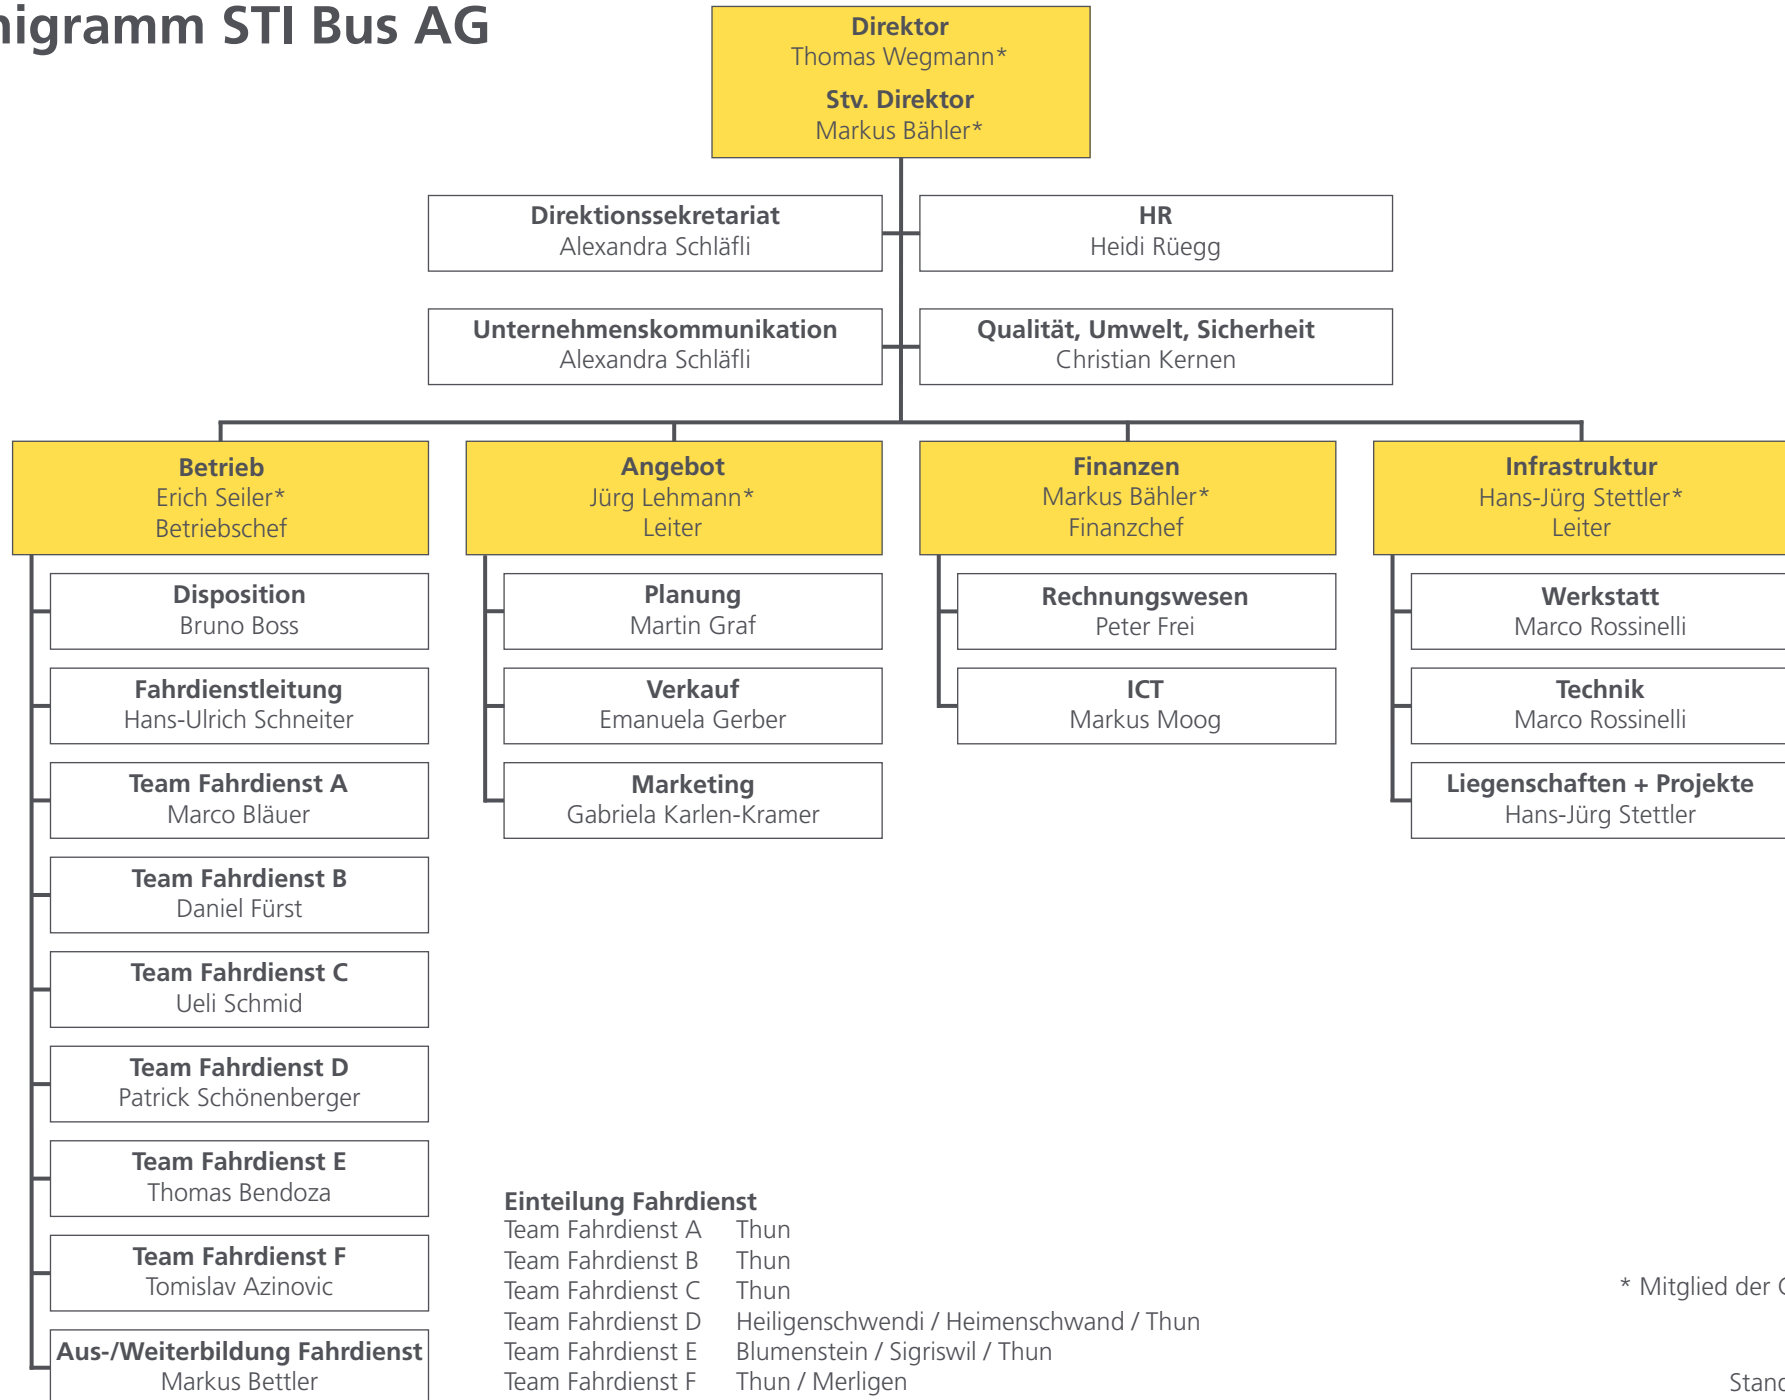 nigramm STI Bus AG
Direktor
Thomas Wegmann*
Stv. Direktor
Markus Bähler*
Direktionssekretariat
Alexandra Schläfli
HR
Heidi Rüegg
Unternehmenskommunikation
Alexandra Schläfli
Qualität, Umwelt, Sicherheit
Christian Kernen
Betrieb
Erich Seiler*
Betriebschef
Angebot
Jürg Lehmann*
Leiter
Finanzen
Markus Bähler*
Finanzchef
Infrastruktur
Hans-Jürg Stettler*
Leiter
Disposition
Bruno Boss
Fahrdienstleitung
Hans-Ulrich Schneiter
Team Fahrdienst A
Marco Bläuer
Team Fahrdienst B
Daniel Fürst
Team Fahrdienst C
Ueli Schmid
Team Fahrdienst D
Patrick Schönenberger
Team Fahrdienst E
Thomas Bendoza
Team Fahrdienst F
Tomislav Azinovic
Aus-/Weiterbildung Fahrdienst
Markus Bettler
Planung
Martin Graf
Verkauf
Emanuela Gerber
Marketing
Gabriela Karlen-Kramer
Rechnungswesen
Peter Frei
ICT
Markus Moog
Werkstatt
Marco Rossinelli
Technik
Marco Rossinelli
Liegenschaften + Projekte
Hans-Jürg Stettler
Einteilung Fahrdienst
Team Fahrdienst A Thun
Team Fahrdienst B Thun
Team Fahrdienst C Thun
Team Fahrdienst D Heiligenschwendi / Heimenschwand / Thun
Team Fahrdienst E Blumenstein / Sigriswil / Thun
Team Fahrdienst F Thun / Merligen
* Mitglied der
Stand